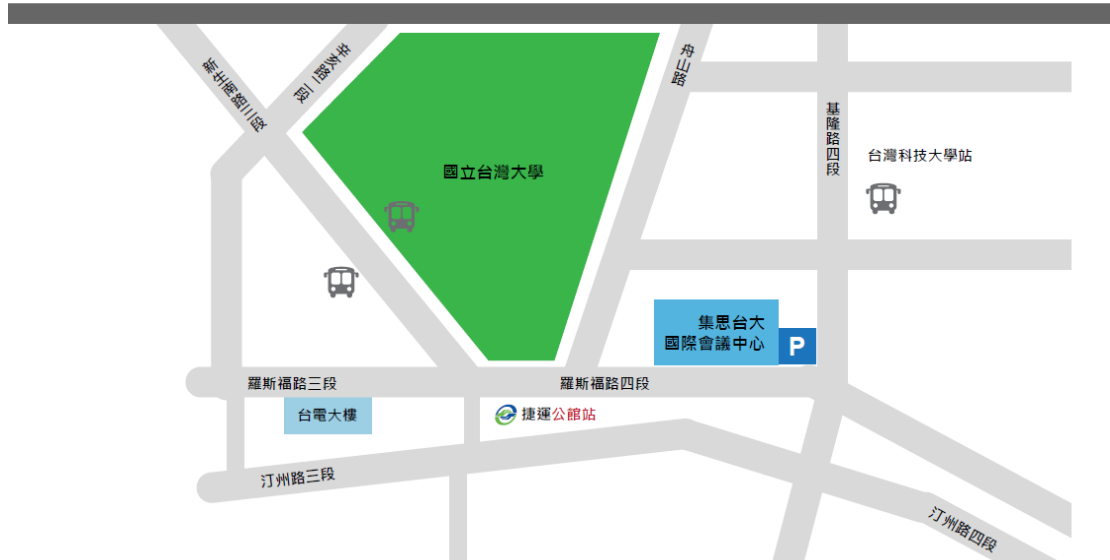 新生南路三段
辛亥路二段
舟山路
基隆路四段
台灣科技大學站
國立台灣大學
集思台大
國際會議中心
P
羅斯福路三段
羅斯福路四段
台電大樓
捷運公館站
汀州路三段
汀州路四段